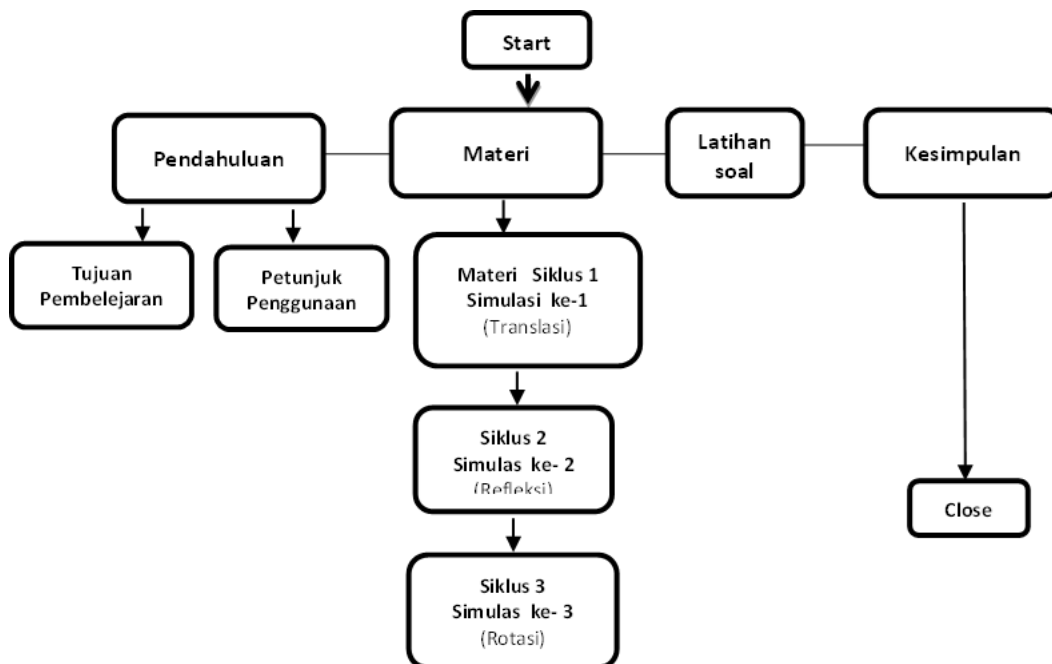 Start
Pendahuluan
Materi
Latihan
soal
Kesimpulan
Tujuan
Pembelejaran
Petunjuk
Penggunaan
Materi Siklus 1
Simulasi ke-1
(Translasi)
Siklus 2
Simulas ke- 2
(Refleksi)
Close
Siklus 3
Simulas ke- 3
(Rotasi)